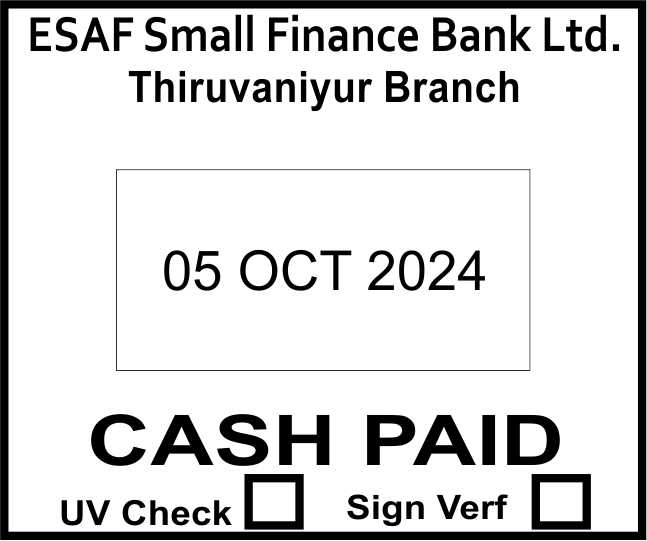 ESAF Small Finance Bank Ltd.
Thiruvaniyur Branch
05 OCT 2024
CASH PAID
UV Check Sign Verf